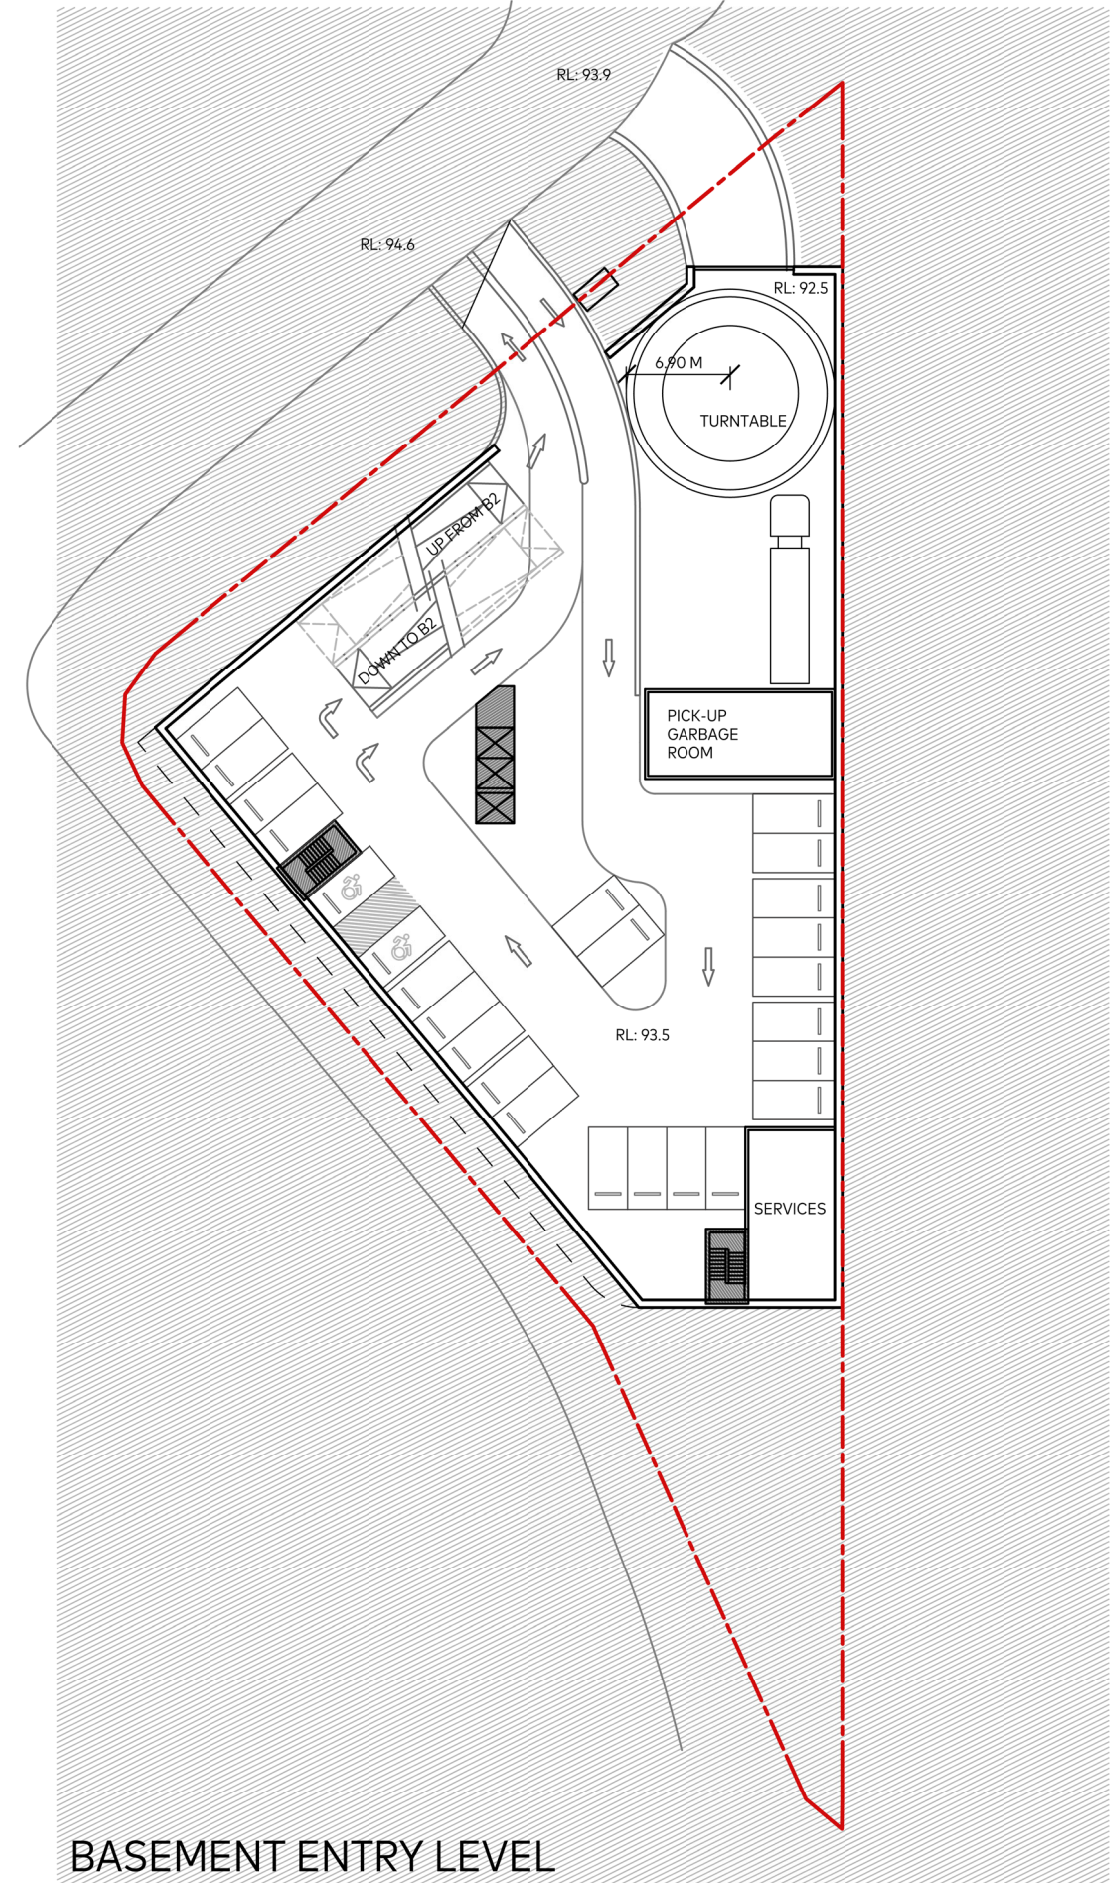 RL: 93.9
RL: 94.6
RL: 92.5
6.90 M
TURNTABLE
UP FROM B2
DOWN TO B2
PICK-UP
GARBAGE
ROOM
RL: 93.5
SERVICES
BASEMENT ENTRY LEVEL